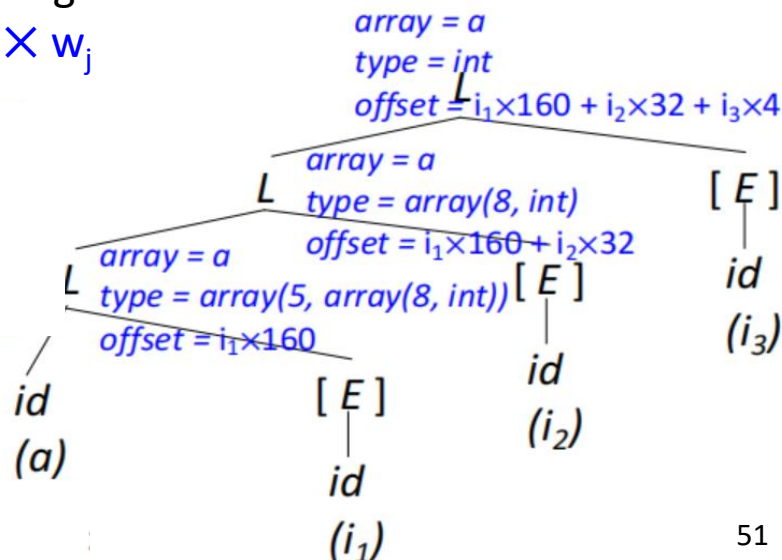 array = a
× wⱼ
type = int
L
offset = i₁×160 + i₂×32 + i₃×4
array = a
L
type = array(8, int)
[ E ]
offset = i₁×160 + i₂×32
array = a
L
type = array(5, array(8, int))
[ E ]
id
offset = i₁×160
(i₃)
id
[ E ]
id
(i₂)
(a)
id
(i₁)
51